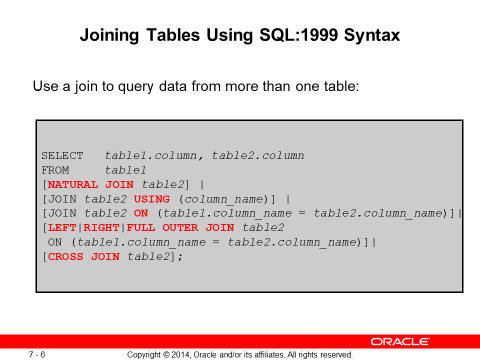 Joining Tables Using SQL:1999 Syntax
Use a join to query data from more than one table:
SELECT table1.column, table2.column
FROM table1
[NATURAL JOIN table2] |
[JOIN table2 USING (column_name)] |
[JOIN table2 ON (table1.column_name = table2.column_name)]|
[LEFT|RIGHT|FULL OUTER JOIN table2
ON (table1.column_name = table2.column_name)]|
[CROSS JOIN table2];
ORACLE
7 - 6 Copyright © 2014, Oracle and/or its affiliates. All rights reserved.